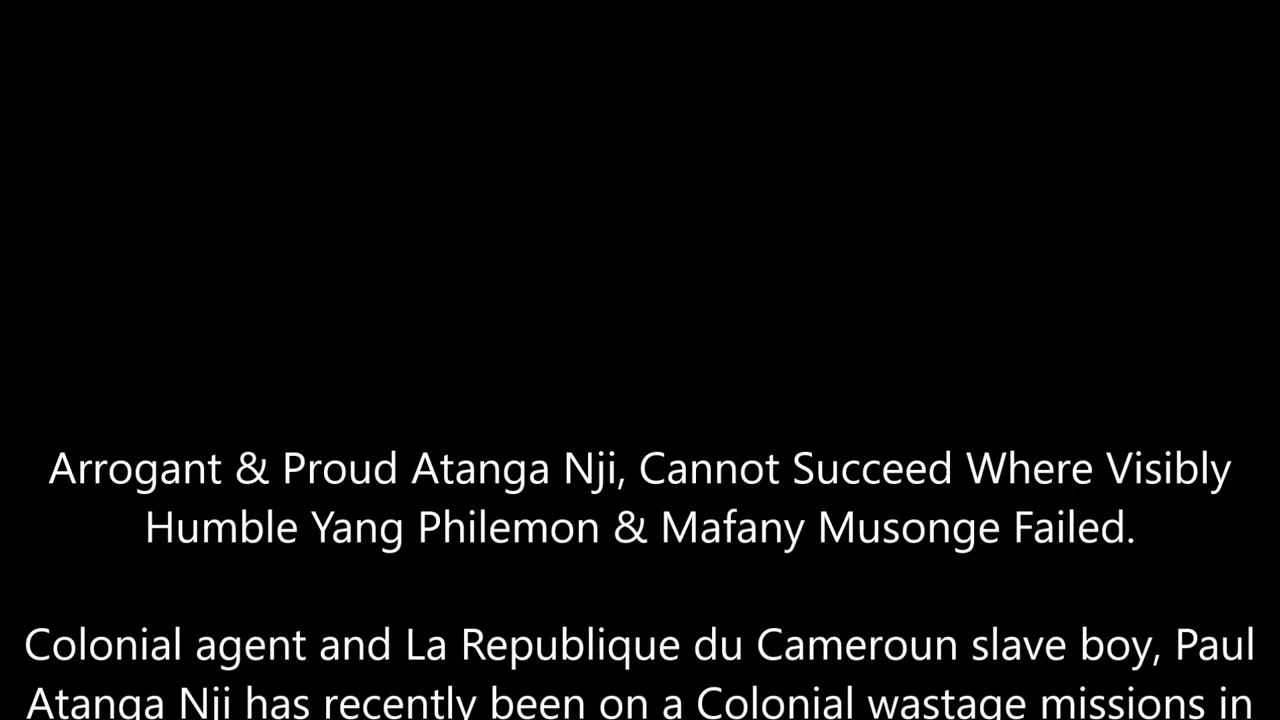 Arrogant & Proud Atanga Nji, Cannot Succeed Where Visibly
Humble Yang Philemon & Mafany Musonge Failed.
Colonial agent and La Republique du Cameroun slave boy, Paul
Atanga Nji has recently been on a Colonial wastage missions in